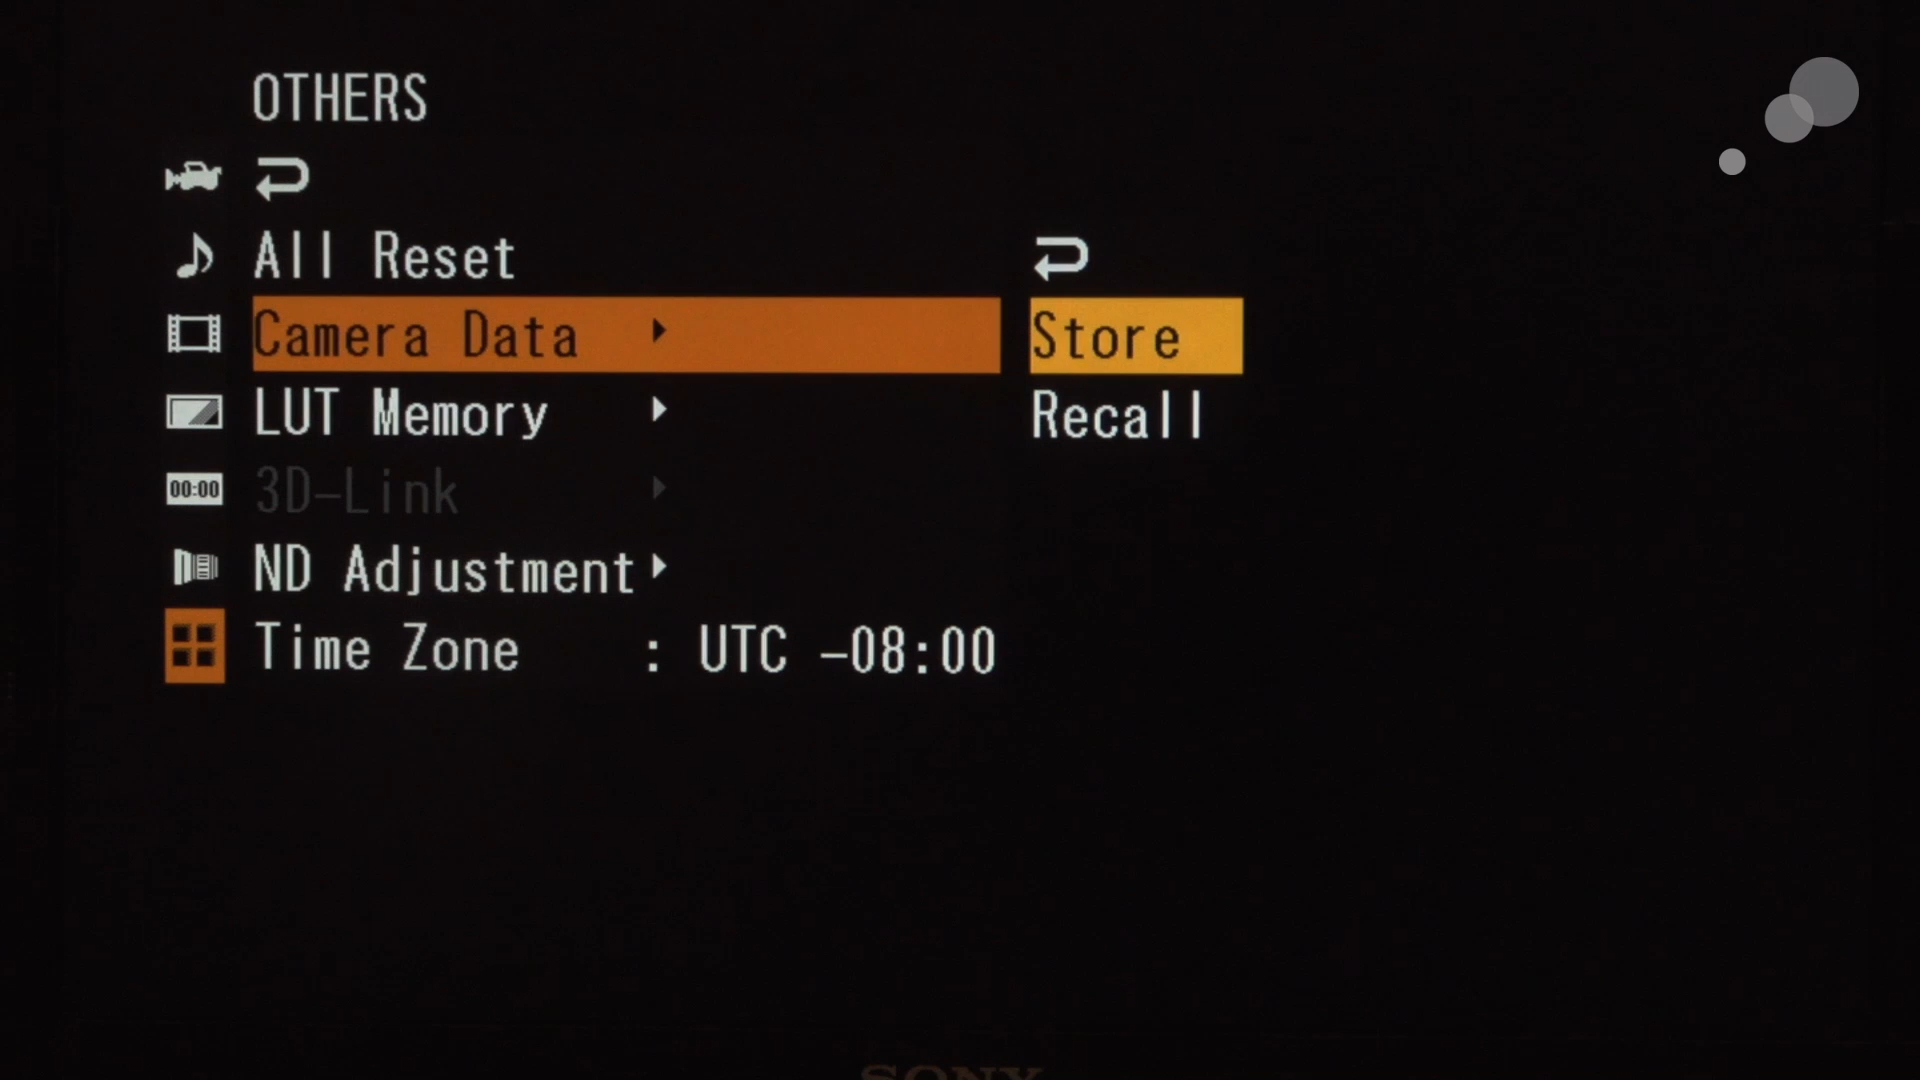 OTHERS
All Reset
Camera Data
Store
LUT Memory
Recall
00:00
3D-Link
ND Adjustment
Time Zone : UTC -08:00
SONY